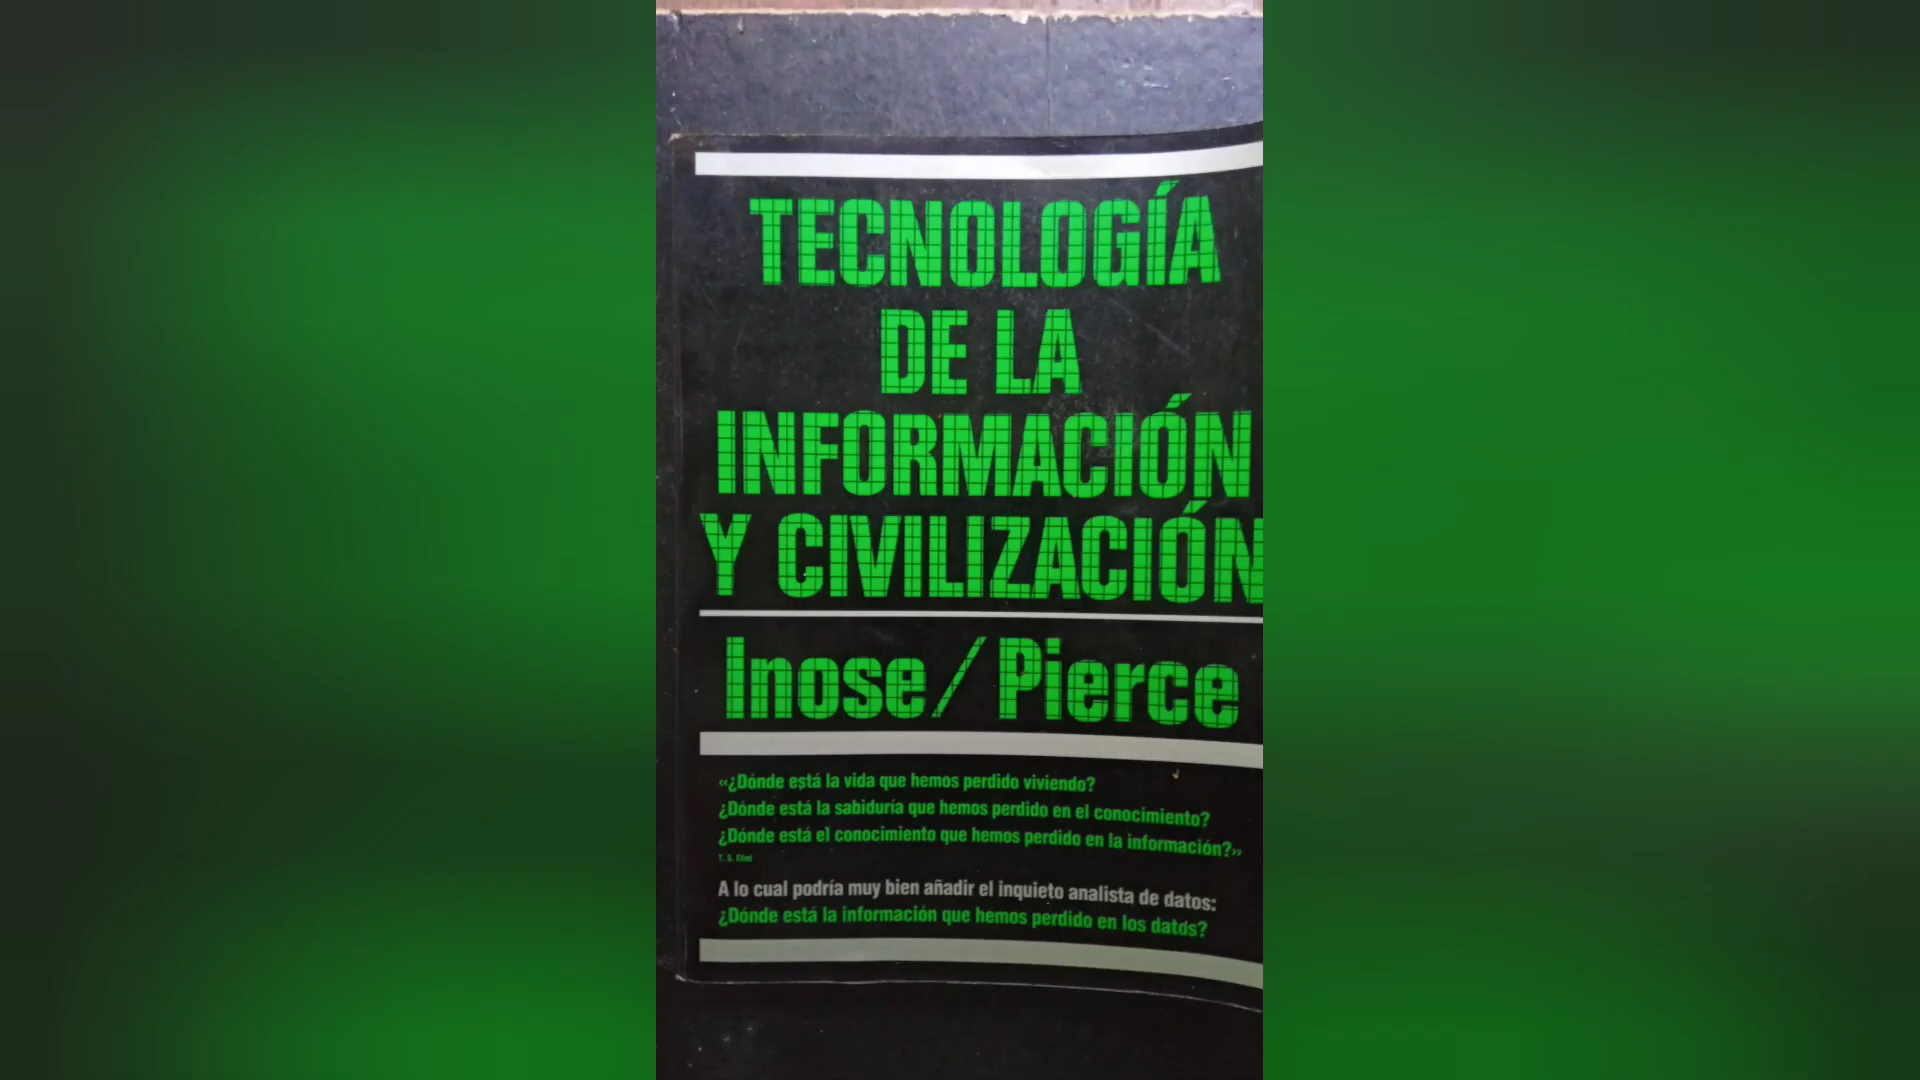 TECNOLOGÍA
DE LA
INFORMACIÓN
Y CIVILIZACIÓN
Inose/Pierce
«¿Dónde está la vida que hemos perdido viviendo?
¿Dónde está la sabiduría que hemos perdido en el conocimiento?
¿Dónde está el conocimiento que hemos perdido en la información?»
T. S. Eliot
A lo cual podría muy bien añadir el inquieto analista de datos:
¿Dónde está la información que hemos perdido en los datos?